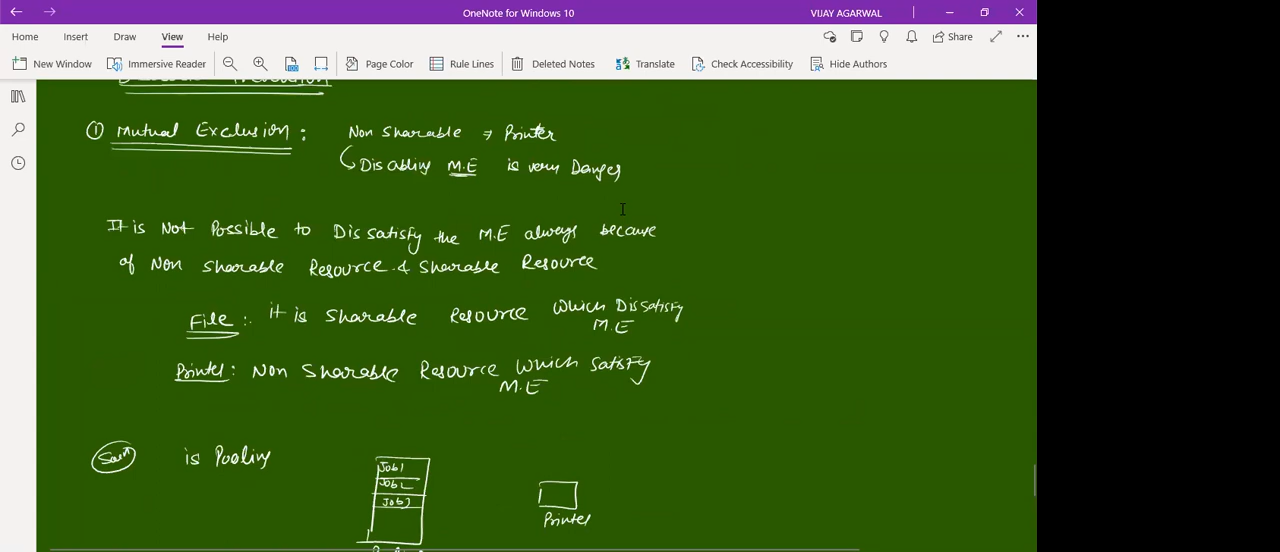 OneNote for Windows 10
VIJAY AGARWAL
Home Insert Draw View Help
Share
New Window Immersive Reader Page Color Rule Lines Deleted Notes Translate Check Accessibility Hide Authors
① Mutual Exclusion : Non Sharable → Printer
Disabling M.E is very Danger
It is Not Possible to Dissatisfy the M.E always because
of Non Sharable Resource & Sharable Resource
File : it is Sharable Resource Which Dissatisfy
M.E
Printer : Non Sharable Resource Which Satisfy
M.E
is Pooling
Job1
Job2
Job3
Printer